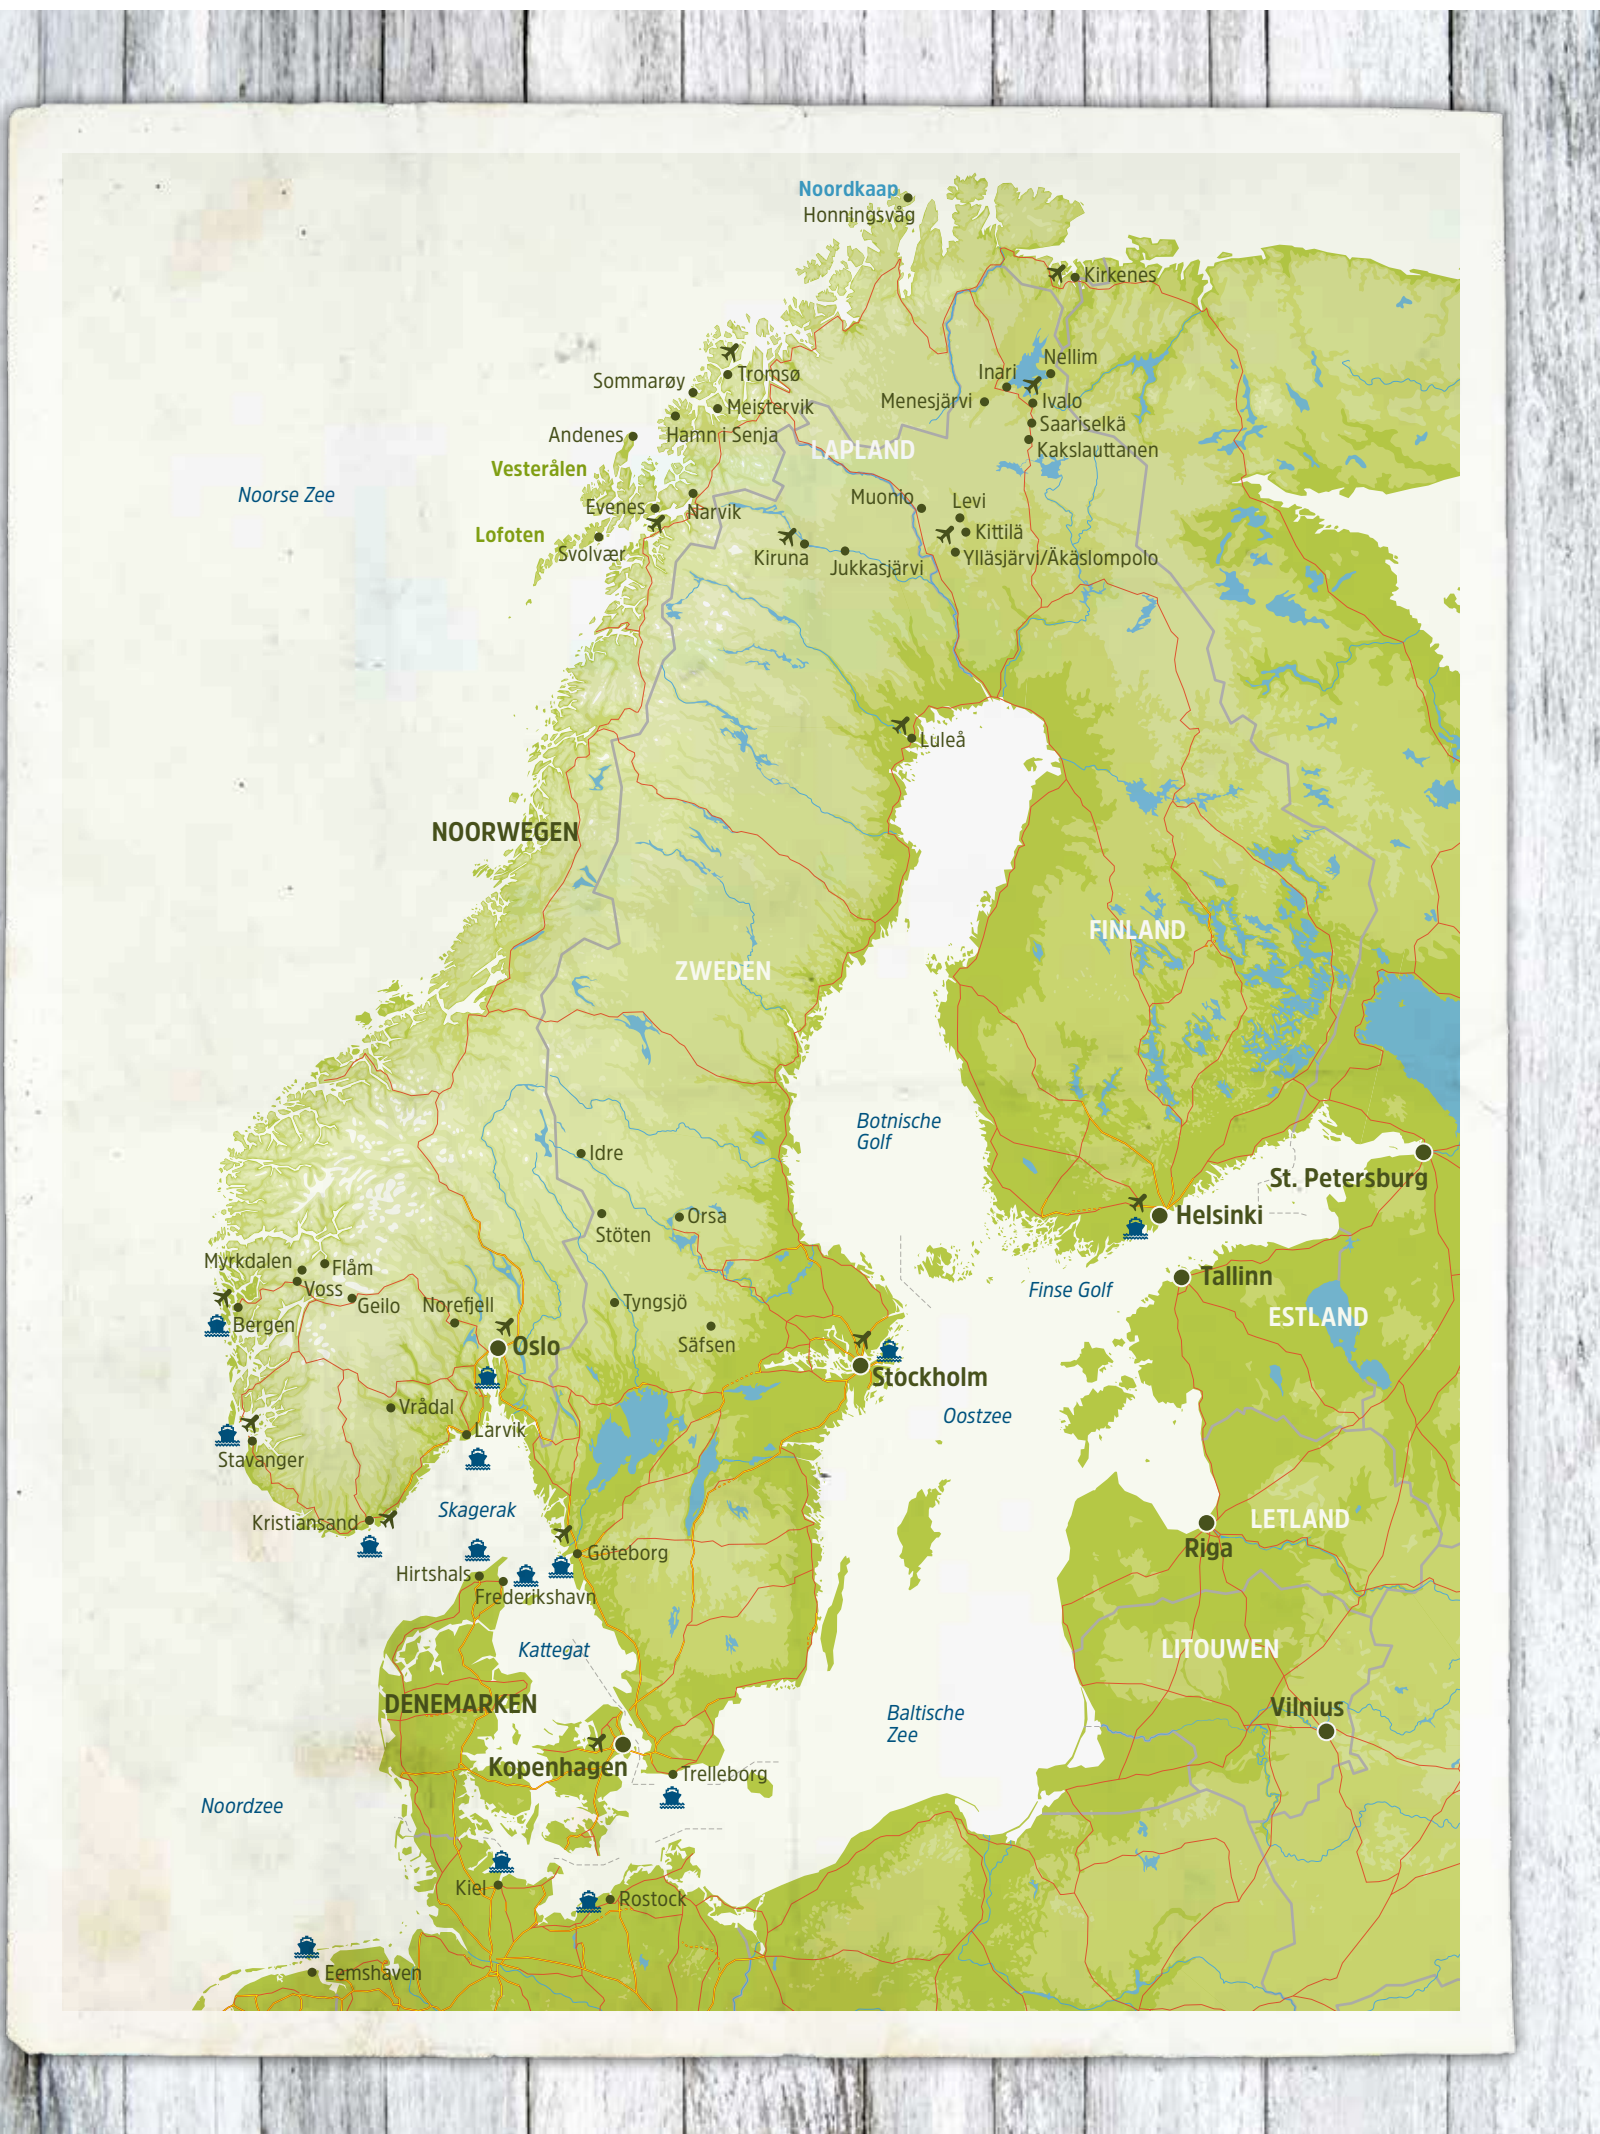 Noordkaap
Honningsvåg
Kirkenes
Tromsø
Sommarøy
Meistervik
Nellim
Inari
Menesjärvi
Ivalo
Saariselkä
Kakslauttanen
Andenes
Hamn i Senja
LAPLAND
Vesterålen
Noorse Zee
Evenes
Narvik
Muonio
Levi
Lofoten
Svolvær
Kittilä
Kiruna
Jukkasjärvi
Ylläsjärvi/Äkäslompolo
Luleå
NOORWEGEN
FINLAND
ZWEDEN
Botnische
Golf
Idre
St. Petersburg
Stöten
Orsa
Helsinki
Myrkdalen
Flåm
Voss
Geilo
Norefjell
Tyngsjö
Finse Golf
Tallinn
ESTLAND
Bergen
Oslo
Säfsen
Stockholm
Vrådal
Oostzee
Larvik
Stavanger
Skagerak
Kristiansand
LETLAND
Riga
Göteborg
Hirtshals
Frederikshavn
Kattegat
LITOUWEN
DENEMARKEN
Vilnius
Baltische
Zee
Kopenhagen
Trelleborg
Noordzee
Kiel
Rostock
Eemshaven